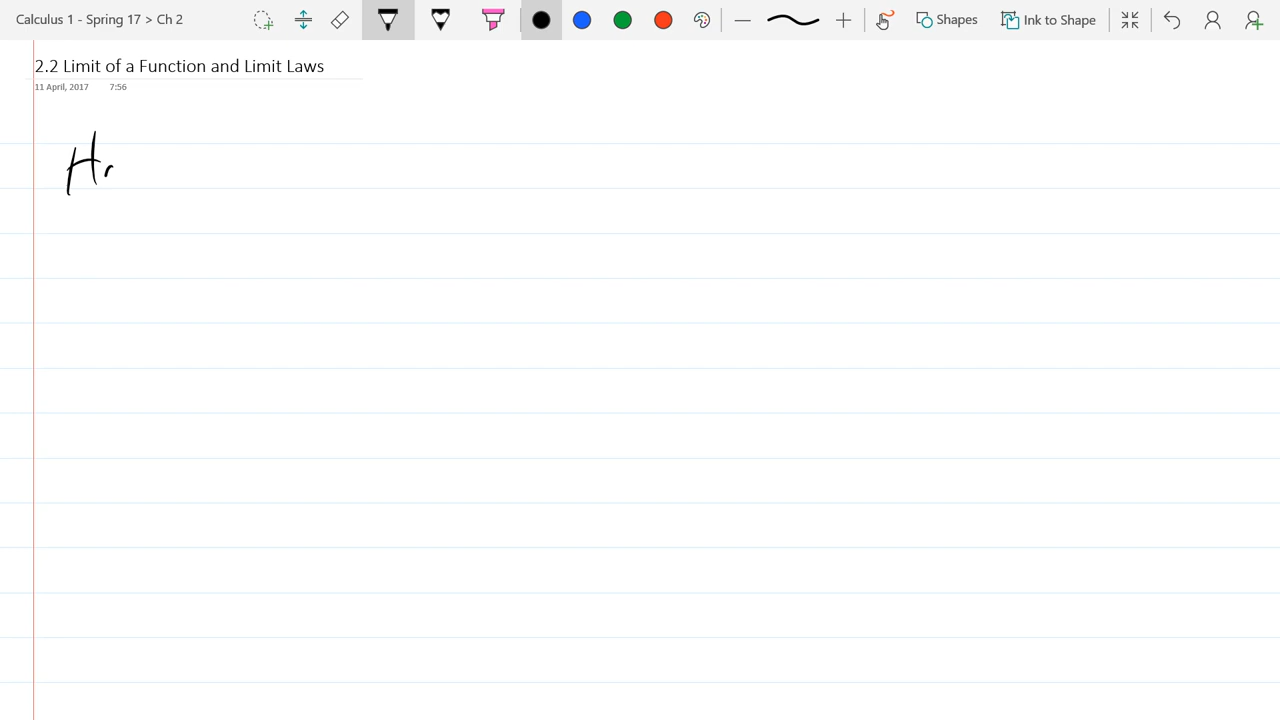 Calculus 1 - Spring 17 > Ch 2
Shapes
Ink to Shape
2.2 Limit of a Function and Limit Laws
11 April, 2017 7:56